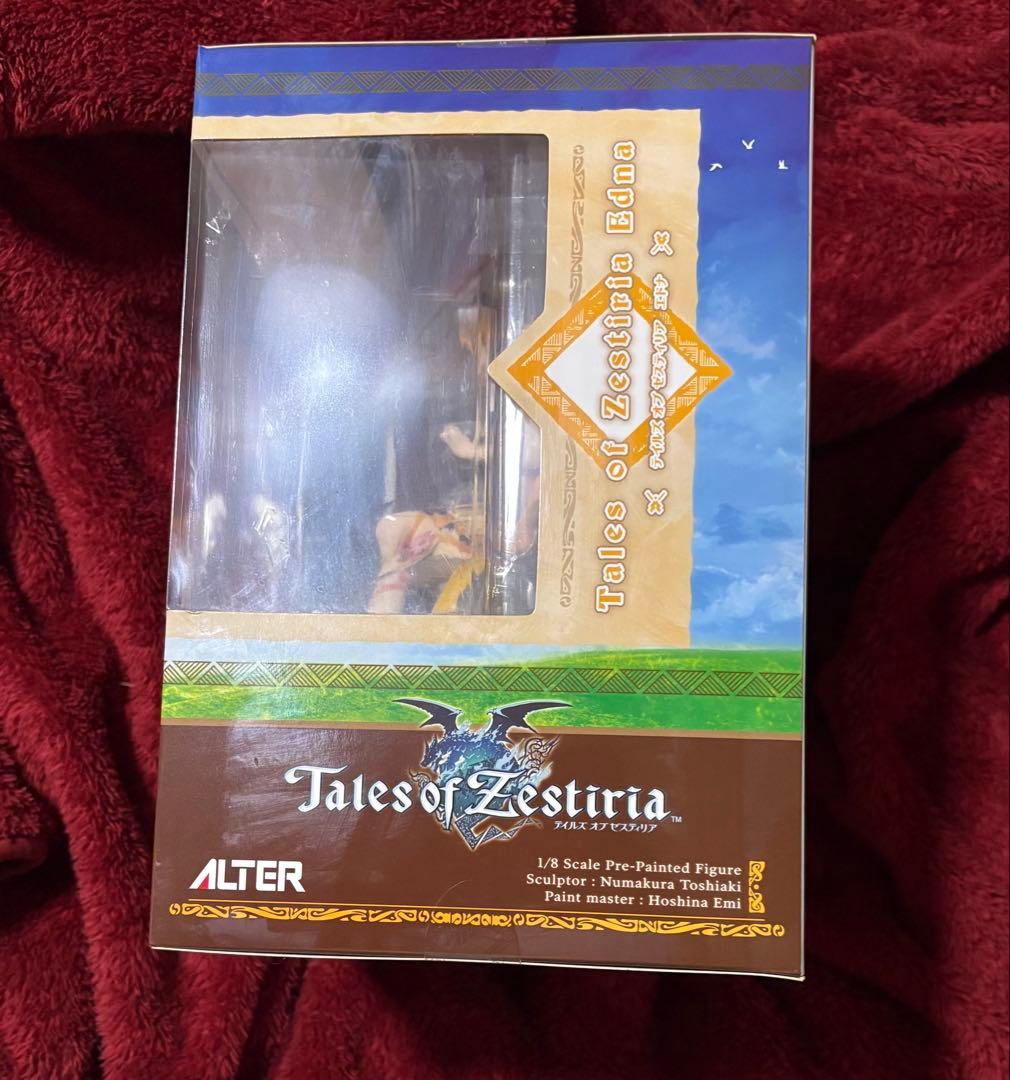 Tales of Zestiria Edna
テイルズ オブ ゼスティリア エドナ
Tales of Zestiria™
テイルズ オブ ゼスティリア
ALTER
1/8 Scale Pre-Painted Figure
Sculptor : Numakura Toshiaki
Paint master : Hoshina Emi